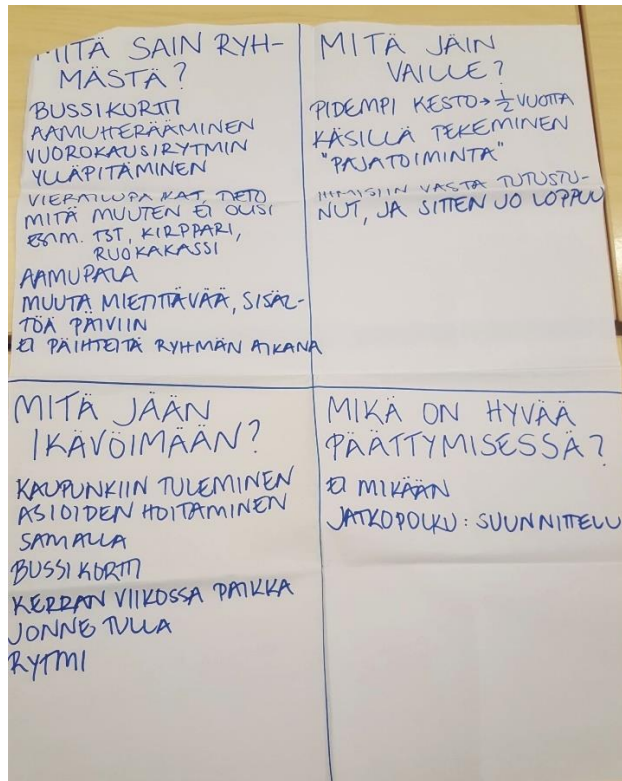 MITÄ SAIN RYH-
MÄSTÄ?
BUSSIKORTTI
AAMUHERÄÄMINEN
VUOROKAUSIRYTMIN
YLLÄPITÄMINEN
VIERAILUPAIKAT, TIETO
MITÄ MUUTEN EI OLISI
ESIM. TST, KIRPPARI,
RUOKAKASSI
AAMUPALA
MUUTA MIETITTÄVÄÄ, SISÄL-
TÖÄ PÄIVIIN
EI PÄIHTEITÄ RYHMÄN AIKANA
MITÄ JÄIN
VAILLE?
PIDEMPI KESTO → ½ VUOTTA
KÄSILLÄ TEKEMINEN
"PAJATOIMINTA"
IHMISIIN VASTA TUTUSTU-
NUT, JA SITTEN JO LOPPUU
MITÄ JÄÄN
IKÄVÖIMÄÄN?
KAUPUNKIIN TULEMINEN
ASIOIDEN HOITAMINEN
SAMALLA
BUSSIKORTTI
KERRAN VIIKOSSA PAIKKA
JONNE TULLA
RYTMI
MIKÄ ON HYVÄÄ
PÄÄTTYMISESSÄ?
EI MIKÄÄN
JATKOPOLKU: SUUNNITTELU